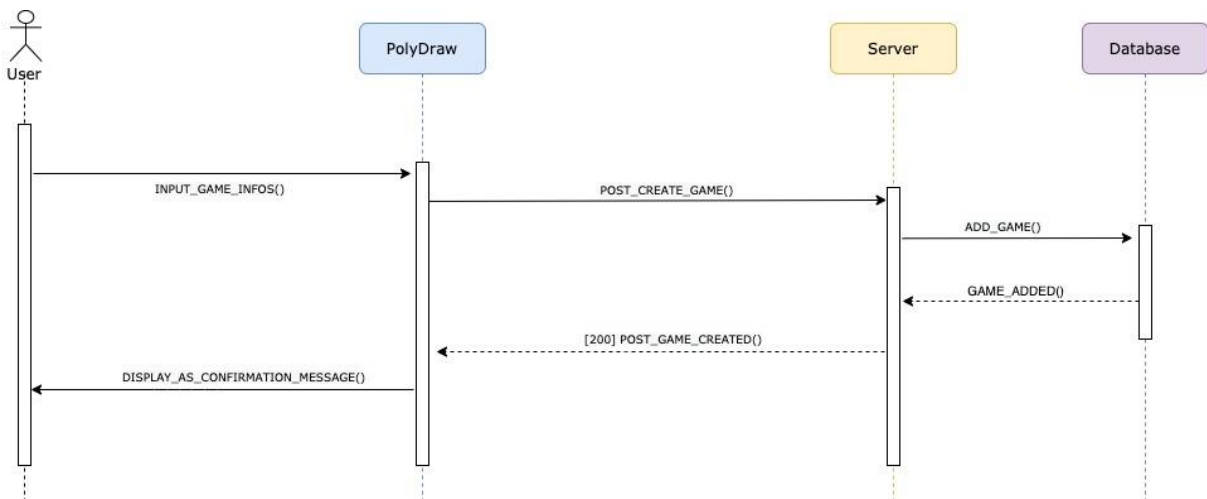 PolyDraw
Server
Database
User
INPUT_GAME_INFOS()
POST_CREATE_GAME()
ADD_GAME()
GAME_ADDED()
[200] POST_GAME_CREATED()
DISPLAY_AS_CONFIRMATION_MESSAGE()